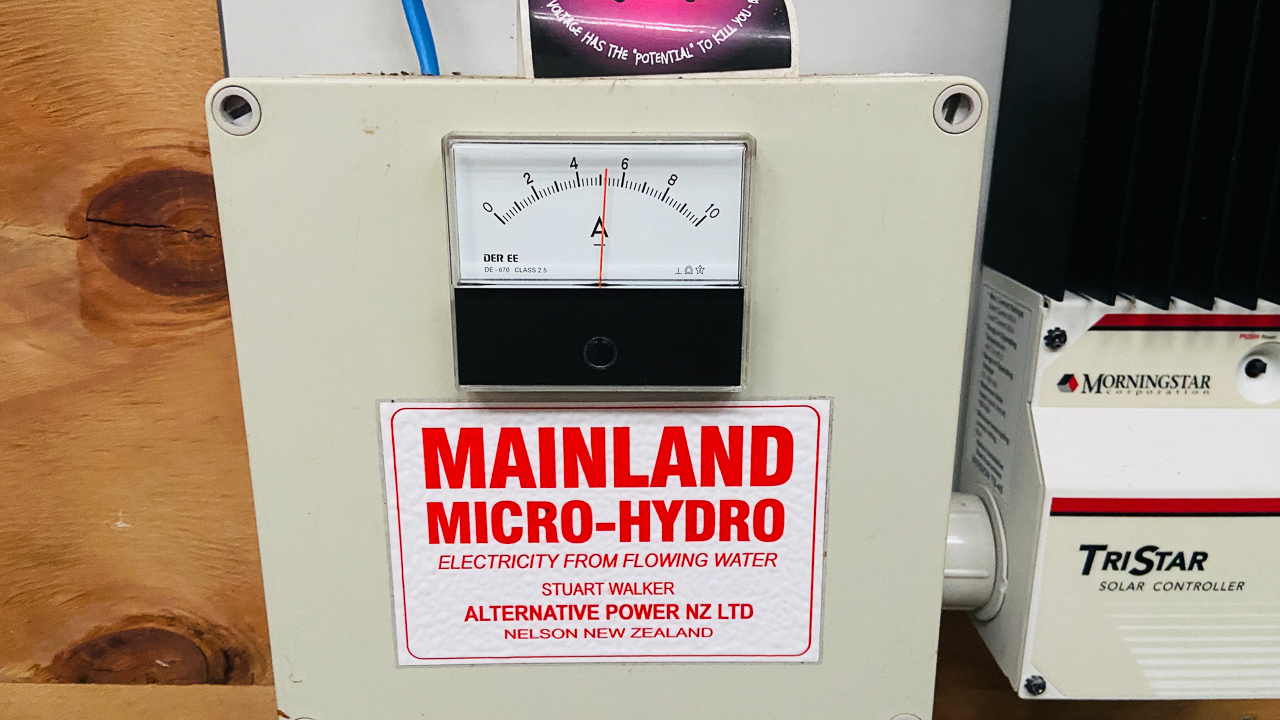 VOLTAGE HAS THE "POTENTIAL" TO KILL YOU -
0 2 4 6 8 10
A
DER EE
DE - 670 CLASS 2.5
MAINLAND
MICRO-HYDRO
ELECTRICITY FROM FLOWING WATER
STUART WALKER
ALTERNATIVE POWER NZ LTD
NELSON NEW ZEALAND
PUSH
MORNINGSTAR
corporation
TRISTAR
SOLAR CONTROLLER